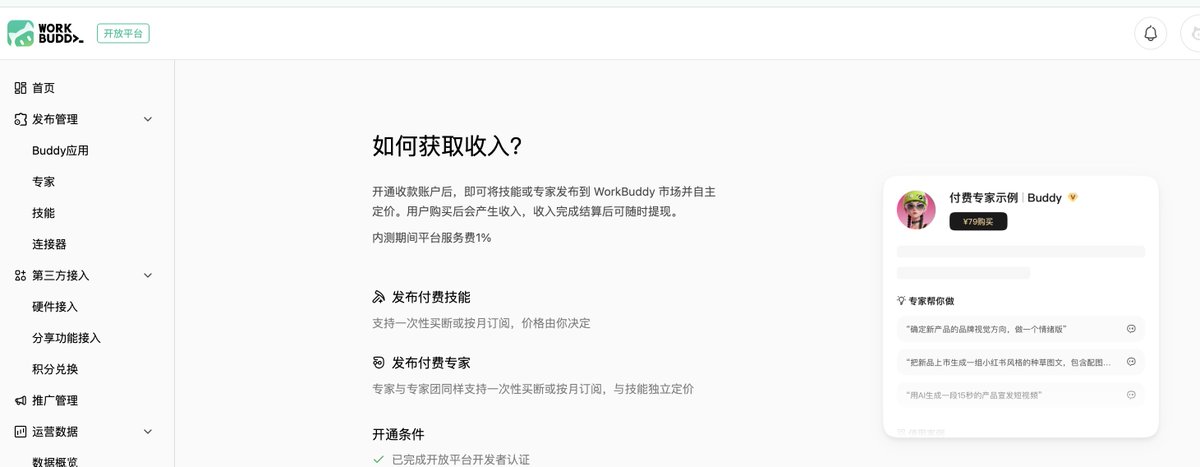 WORK
BUDD>_
开放平台
首页
发布管理
Buddy应用
专家
技能
连接器
第三方接入
硬件接入
分享功能接入
积分兑换
推广管理
运营数据
数据概览
如何获取收入?
开通收款账户后，即可将技能或专家发布到 WorkBuddy 市场并自主
定价。用户购买后会产生收入，收入完成结算后可随时提现。
内测期间平台服务费1%
发布付费技能
支持一次性买断或按月订阅，价格由你决定
发布付费专家
专家与专家团同样支持一次性买断或按月订阅，与技能独立定价
开通条件
已完成开放平台开发者认证
付费专家示例 | Buddy
¥79购买
专家帮你做
“确定新产品的品牌视觉方向，做一个情绪版”
“把新品上市生成一组小红书风格的种草图文，包含配图...
“用AI生成一段15秒的产品宣发短视频”